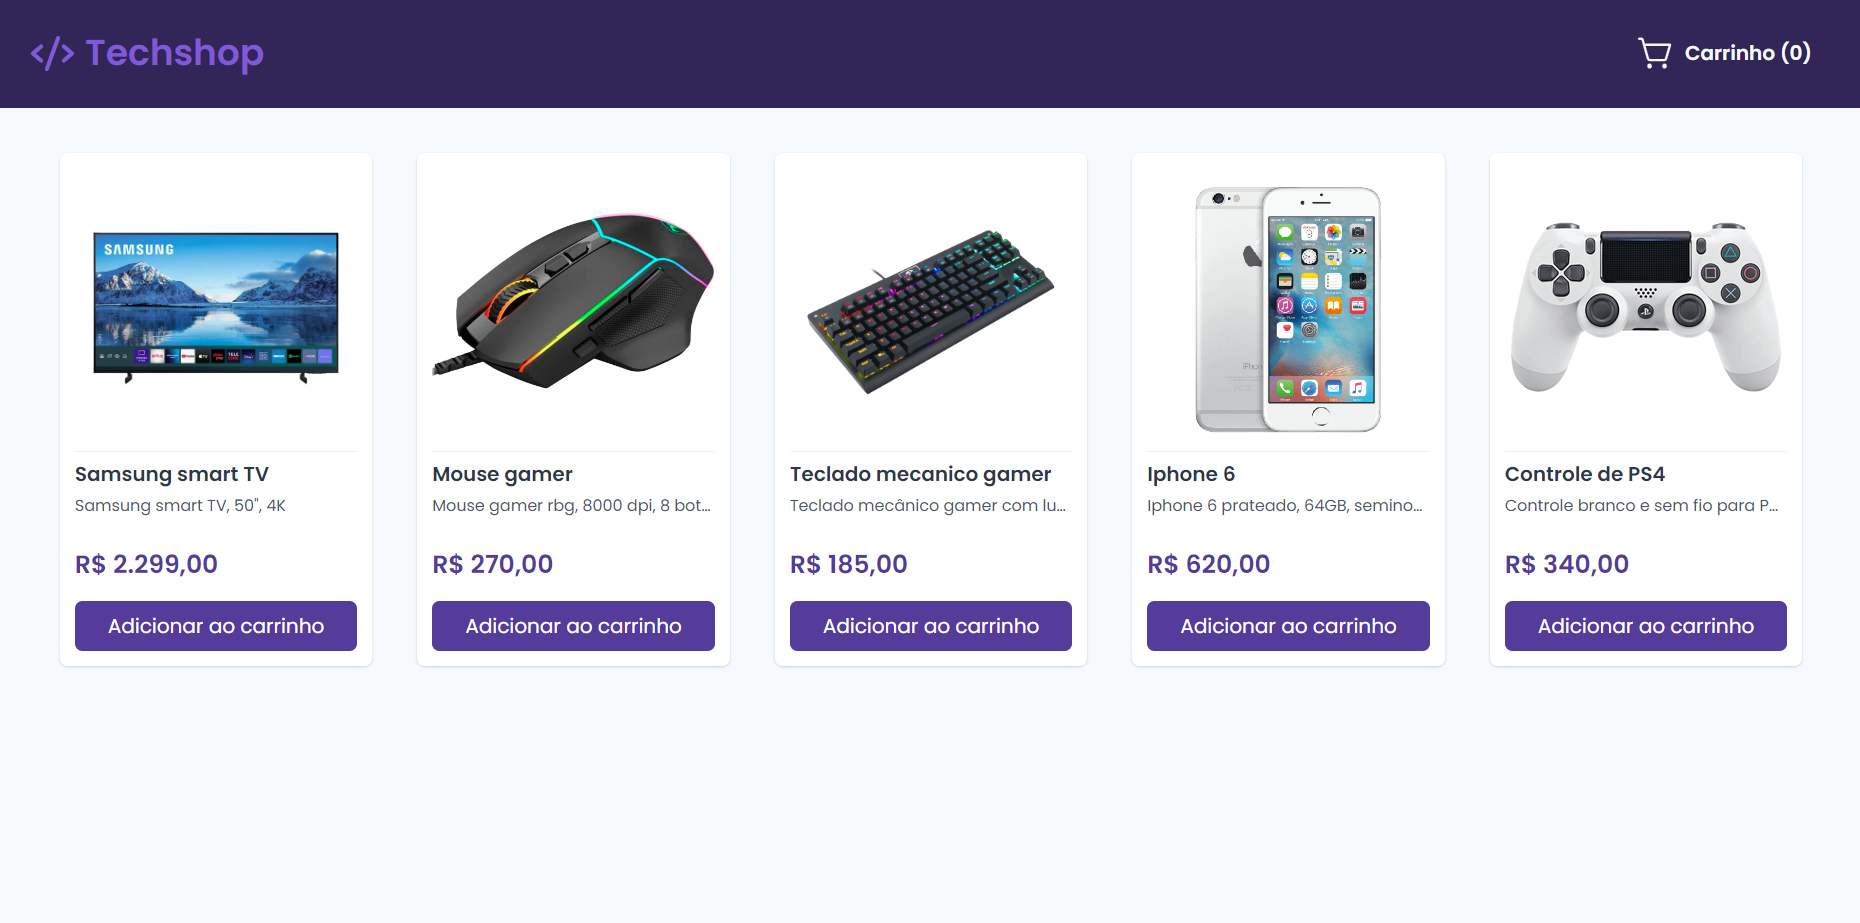 </> Techshop
Carrinho (0)
SAMSUNG
Samsung smart TV
Samsung smart TV, 50", 4K
R$ 2.299,00
Adicionar ao carrinho
Mouse gamer
Mouse gamer rbg, 8000 dpi, 8 bot...
R$ 270,00
Adicionar ao carrinho
Teclado mecanico gamer
Teclado mecânico gamer com lu...
R$ 185,00
Adicionar ao carrinho
Iphone 6
Iphone 6 prateado, 64GB, semino...
R$ 620,00
Adicionar ao carrinho
Controle de PS4
Controle branco e sem fio para P...
R$ 340,00
Adicionar ao carrinho